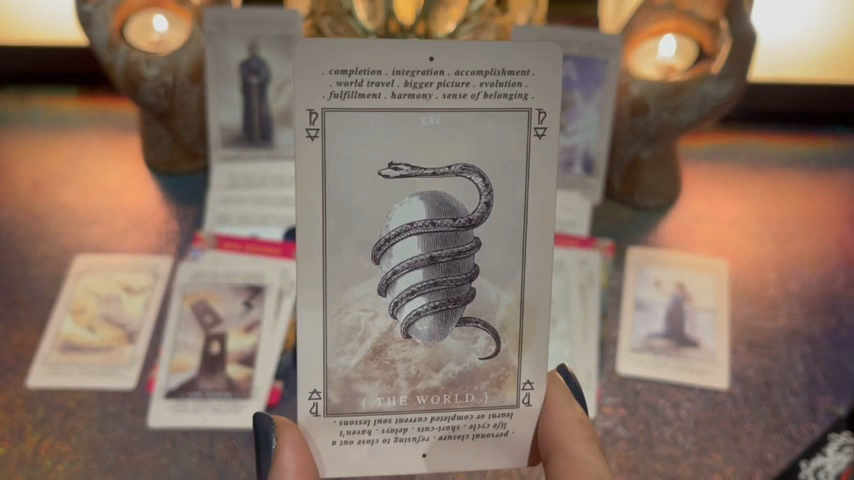 . completion . integration . accomplishment .
. world travel . bigger picture . evolution .
. fulfillment . harmony . sense of belonging .
XXI
{ THE WORLD }
. personal closure . refusing to close out a
life cycle . short-cuts . delays . haven't
learnt or completed current soul lessons .